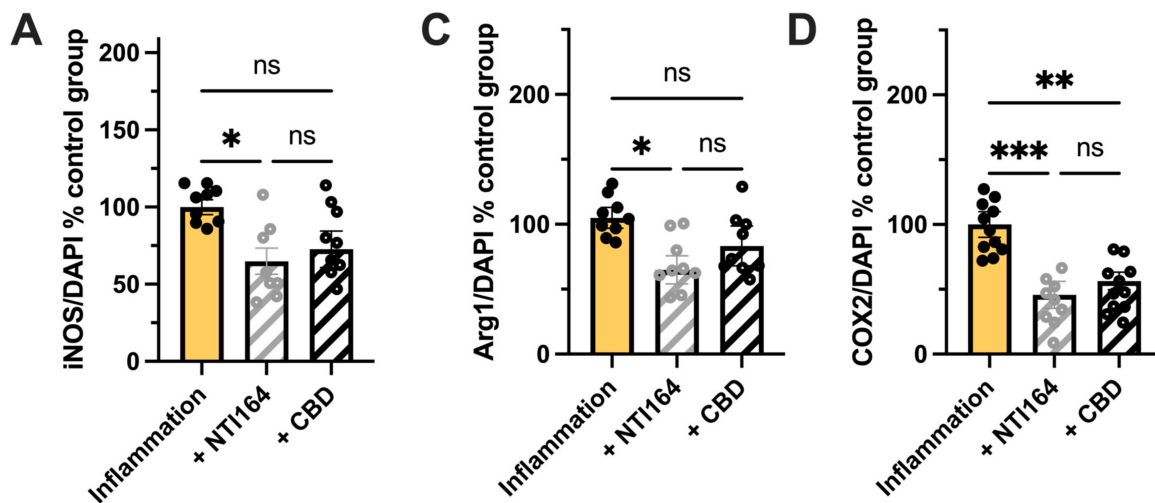 A
iNOS/DAPI % control group
200
150
100
50
0
ns
*
ns
Inflammation
+ NTI164
+ CBD
C
Arg1/DAPI % control group
200
100
0
ns
*
ns
Inflammation
+ NTI164
+ CBD
D
COX2/DAPI % control group
200
100
0
**
***
ns
Inflammation
+ NTI164
+ CBD